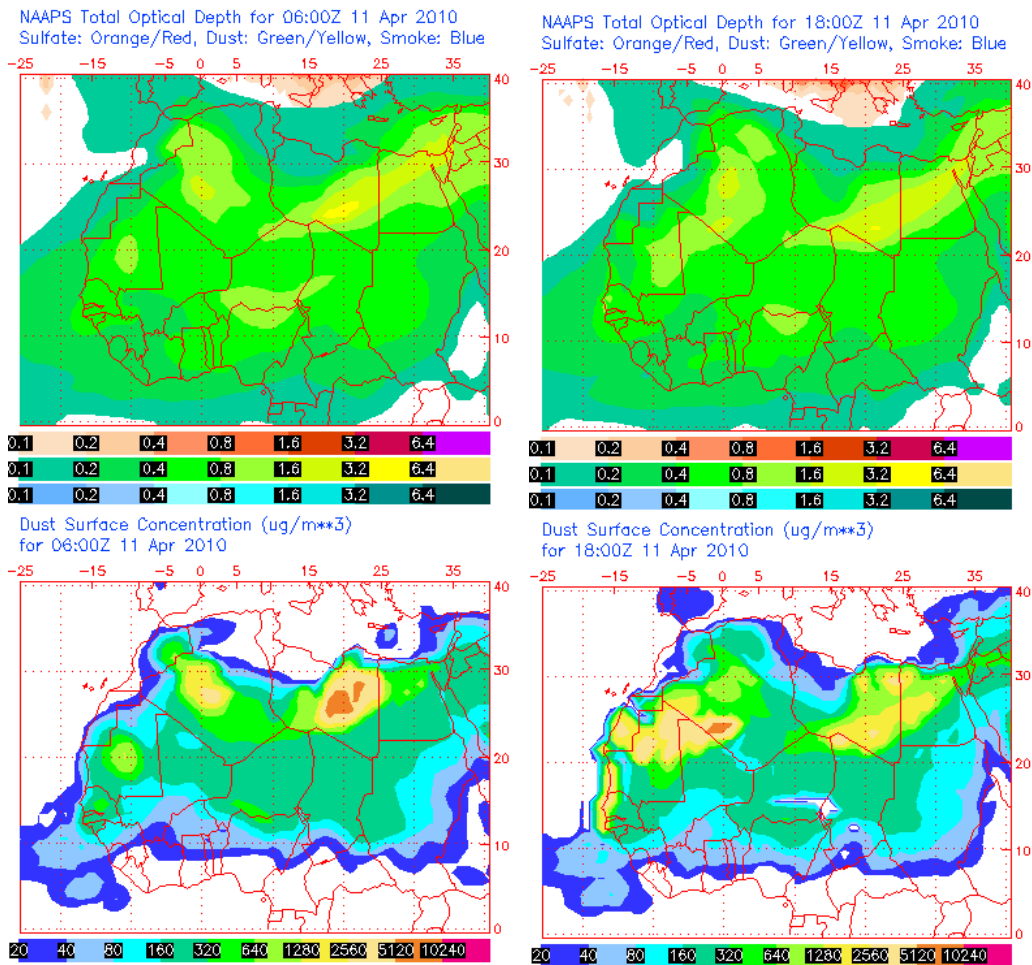 NAAPS Total Optical Depth for 06:00Z 11 Apr 2010
Sulfate: Orange/Red, Dust: Green/Yellow, Smoke: Blue
-25 -15 -5 0 5 15 25 35
40
30
20
10
0
0.1 0.2 0.4 0.8 1.6 3.2 6.4
0.1 0.2 0.4 0.8 1.6 3.2 6.4
0.1 0.2 0.4 0.8 1.6 3.2 6.4
NAAPS Total Optical Depth for 18:00Z 11 Apr 2010
Sulfate: Orange/Red, Dust: Green/Yellow, Smoke: Blue
-25 -15 -5 0 5 15 25 35
40
30
20
10
0
0.1 0.2 0.4 0.8 1.6 3.2 6.4
0.1 0.2 0.4 0.8 1.6 3.2 6.4
0.1 0.2 0.4 0.8 1.6 3.2 6.4
Dust Surface Concentration (ug/m**3)
for 06:00Z 11 Apr 2010
-25 -15 -5 0 5 15 25 35
40
30
20
10
0
20 40 80 160 320 640 1280 2560 5120 10240
Dust Surface Concentration (ug/m**3)
for 18:00Z 11 Apr 2010
-25 -15 -5 0 5 15 25 35
40
30
20
10
0
20 40 80 160 320 640 1280 2560 5120 10240